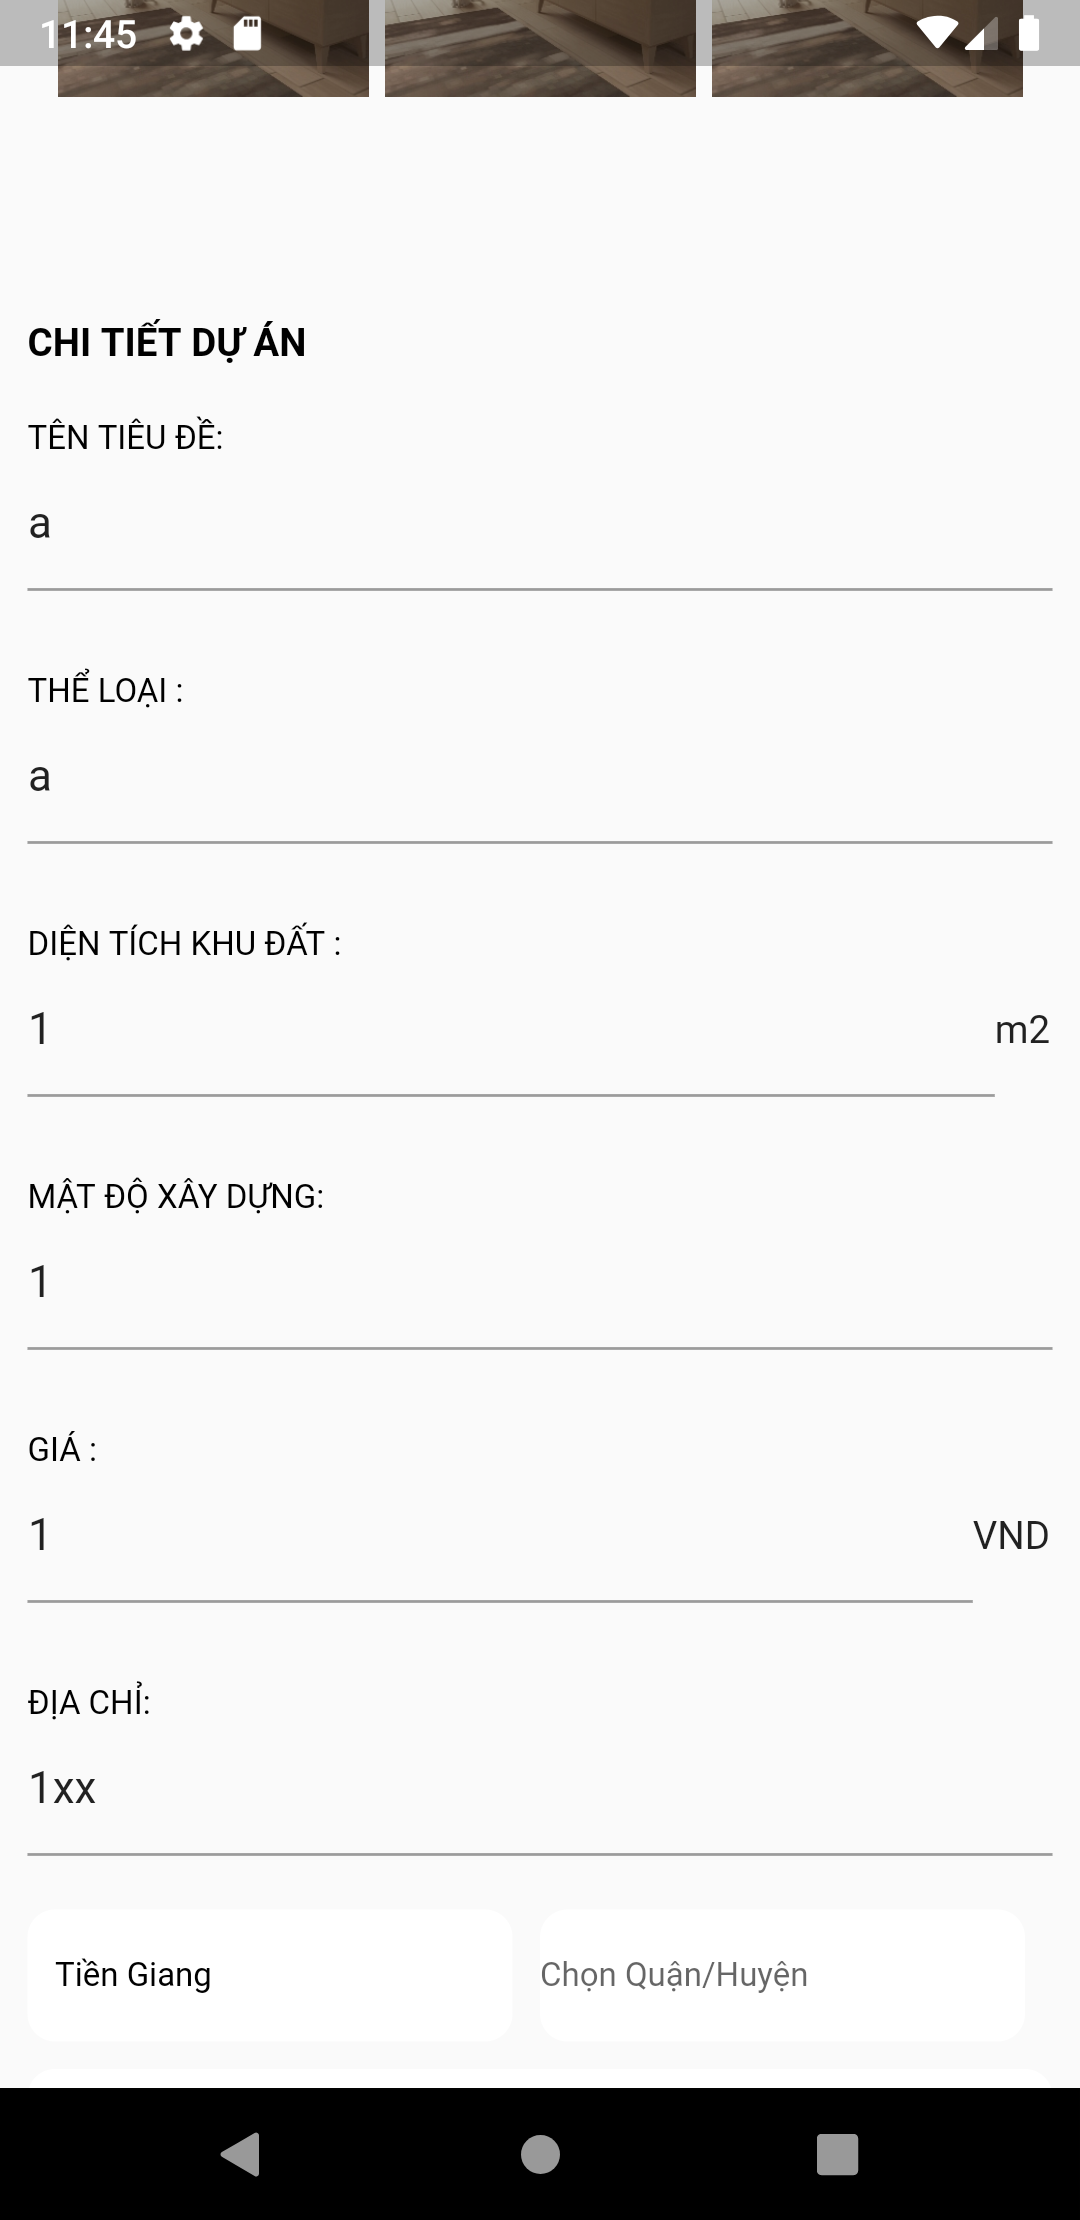 11:45
CHI TIẾT DỰ ÁN
TÊN TIÊU ĐỀ:
a
THỂ LOẠI :
a
DIỆN TÍCH KHU ĐẤT :
1 m2
MẬT ĐỘ XÂY DỰNG:
1
GIÁ :
1 VND
ĐỊA CHỈ:
1xx
Tiền Giang Chọn Quận/Huyện